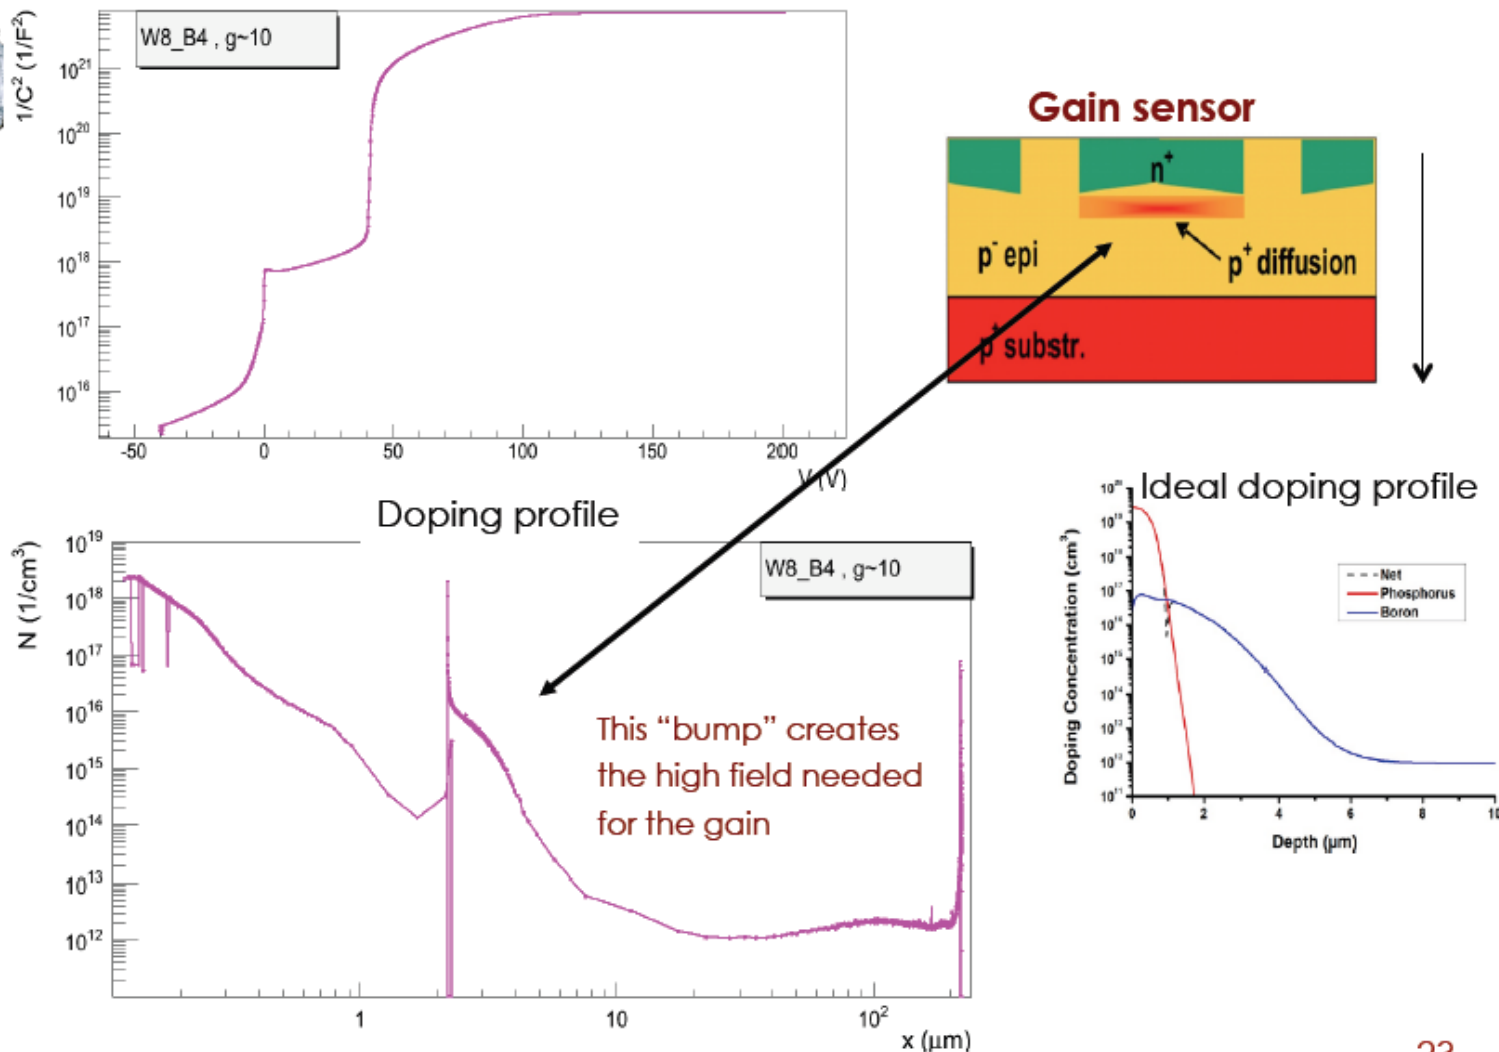 1/C² (1/F²)
W8_B4 , g~10
10²¹
10²⁰
10¹⁹
10¹⁸
10¹⁷
10¹⁶
-50 0 50 100 150 200
V (V)
Gain sensor
n⁺
p⁻ epi
p⁺ diffusion
p⁺ substr.
Doping profile
N (1/cm³)
W8_B4 , g~10
10¹⁹
10¹⁸
10¹⁷
10¹⁶
10¹⁵
10¹⁴
10¹³
10¹²
This “bump” creates
the high field needed
for the gain
1 10 10²
x (μm)
Ideal doping profile
Doping Concentration (cm³)
Net
Phosphorus
Boron
0 2 4 6 8 10
Depth (μm)